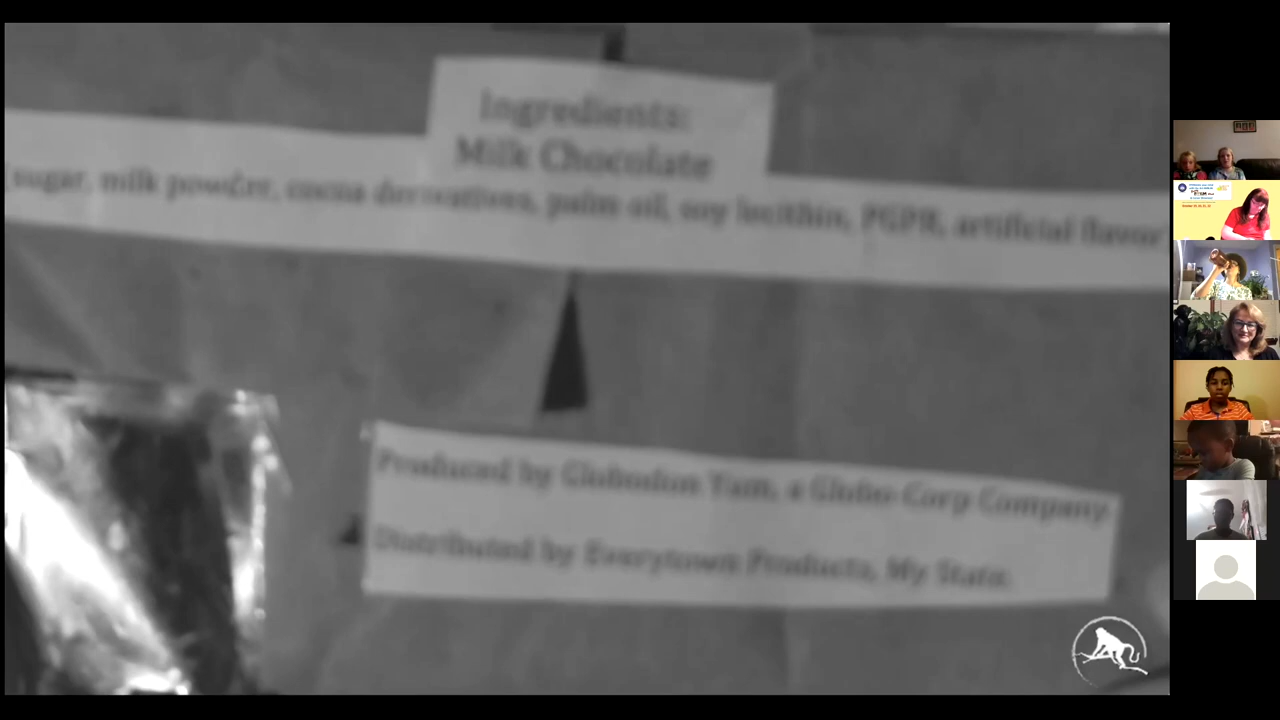 Ingredients:
Milk Chocolate
sugar, milk powder, cocoa derivatives, palm oil, soy lecithin, PGPR, artificial flavor
Produced by Globodon Yum, a Globo Corp Company.
Distributed by Everytown Products, My State.